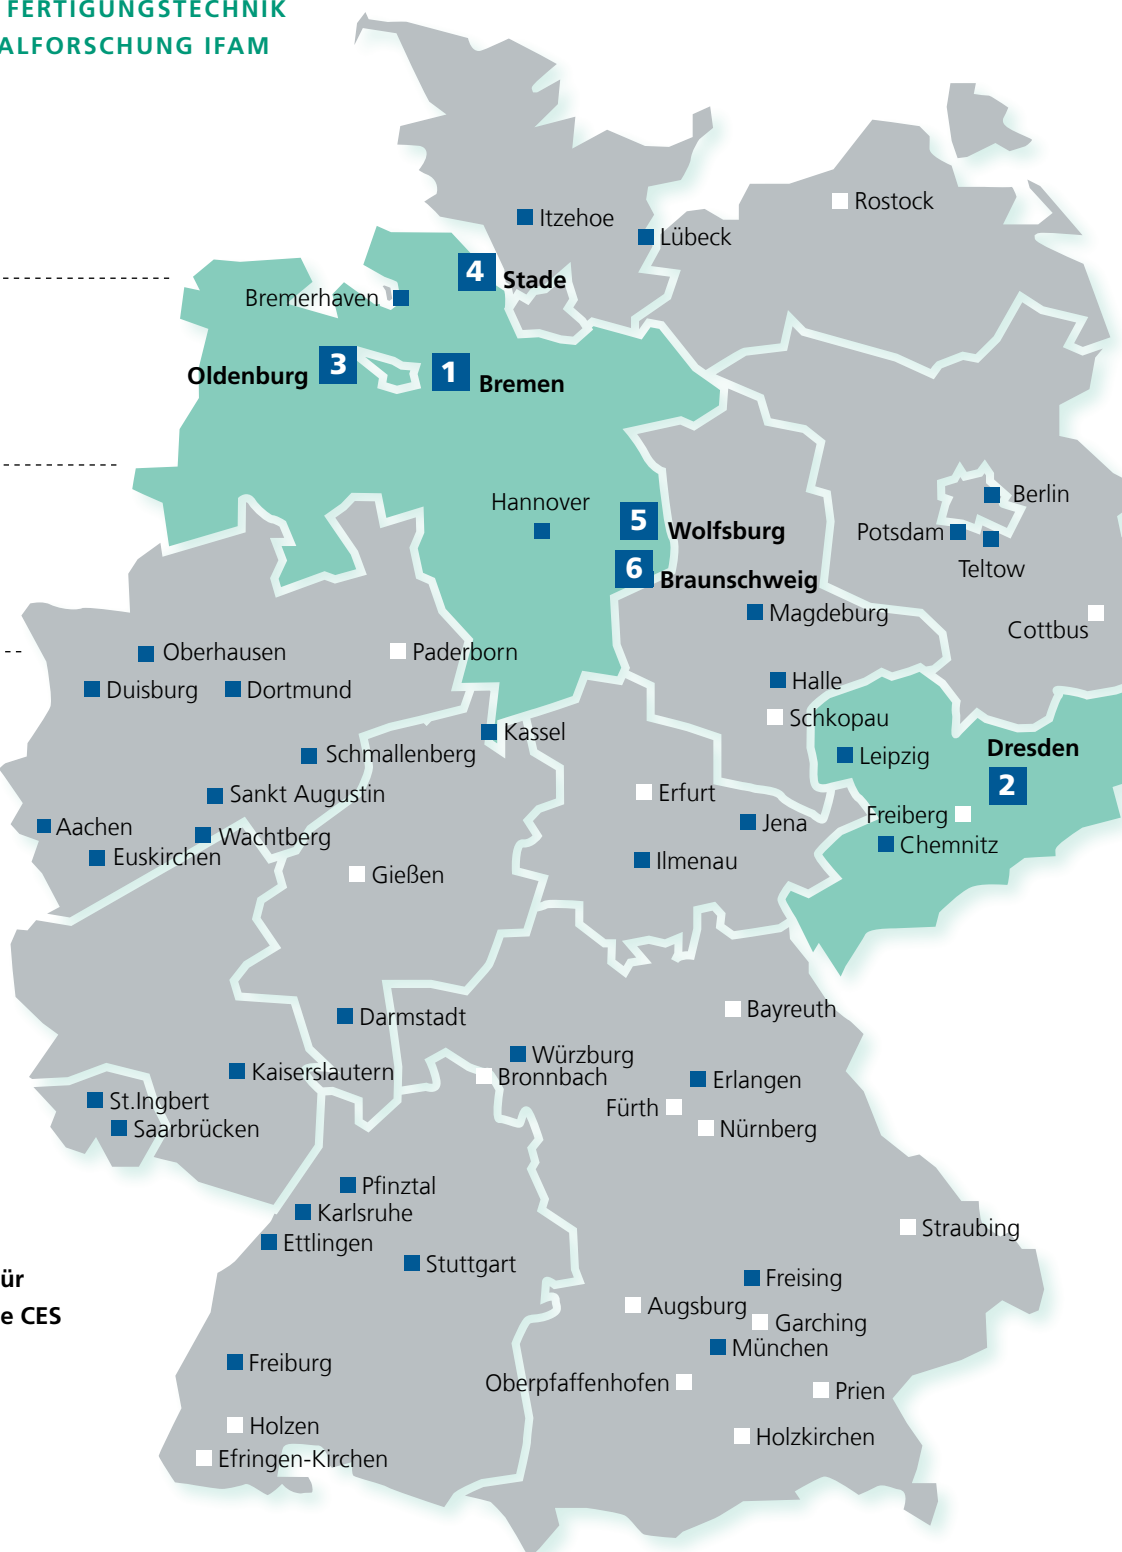 FERTIGUNGSTECHNIK
ALFORSCHUNG IFAM
Rostock
Itzehoe
Lübeck
4 Stade
Bremerhaven
Oldenburg 3
1 Bremen
Hannover
5 Wolfsburg
6 Braunschweig
Berlin
Potsdam
Teltow
Magdeburg
Cottbus
Oberhausen
Paderborn
Duisburg
Dortmund
Halle
Schkopau
Kassel
Schmallenberg
Leipzig
Dresden
2
Sankt Augustin
Erfurt
Freiberg
Aachen
Wachtberg
Jena
Euskirchen
Ilmenau
Chemnitz
Gießen
Darmstadt
Bayreuth
Würzburg
Kaiserslautern
Bronnbach
Erlangen
St.Ingbert
Fürth
Saarbrücken
Nürnberg
Pfinztal
Karlsruhe
Straubing
Ettlingen
Stuttgart
ür
Freising
e CES
Augsburg
Garching
München
Freiburg
Oberpfaffenhofen
Prien
Holzen
Holzkirchen
Efringen-Kirchen